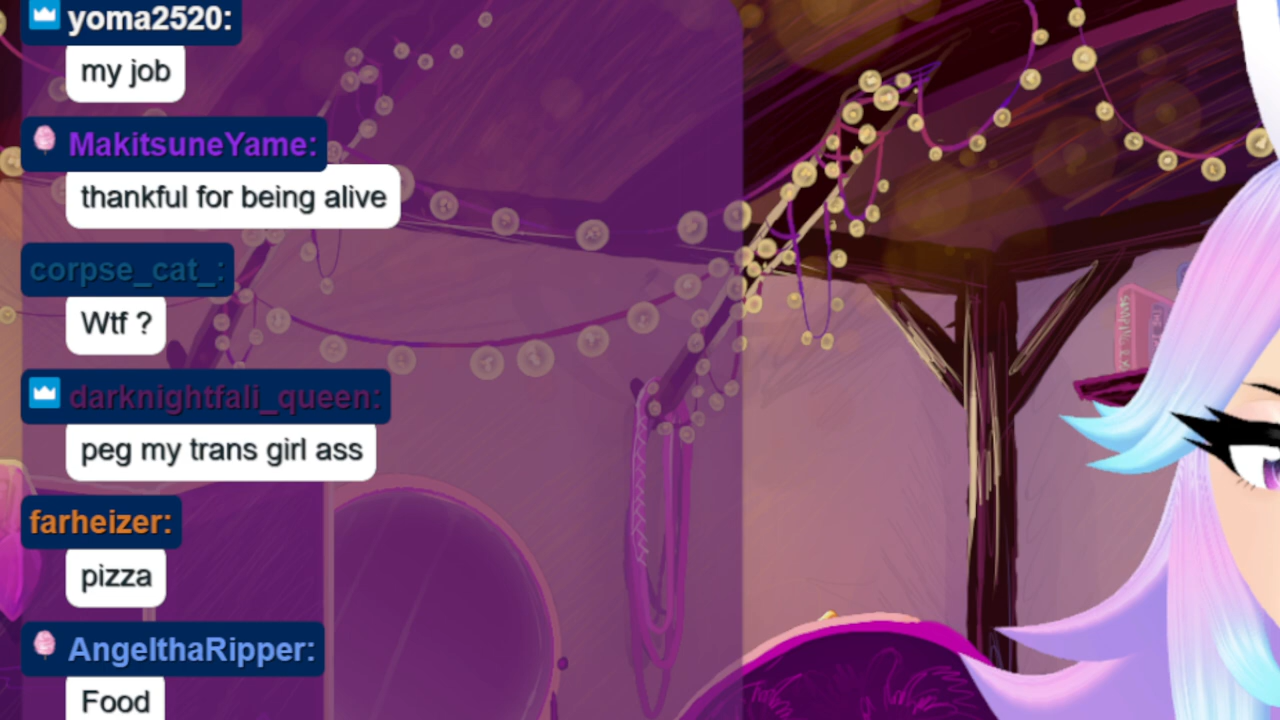 yoma2520:
my job
MakitsuneYame:
thankful for being alive
corpse_cat_:
Wtf ?
darknightfali_queen:
peg my trans girl ass
farheizer:
pizza
AngelthaRipper:
Food